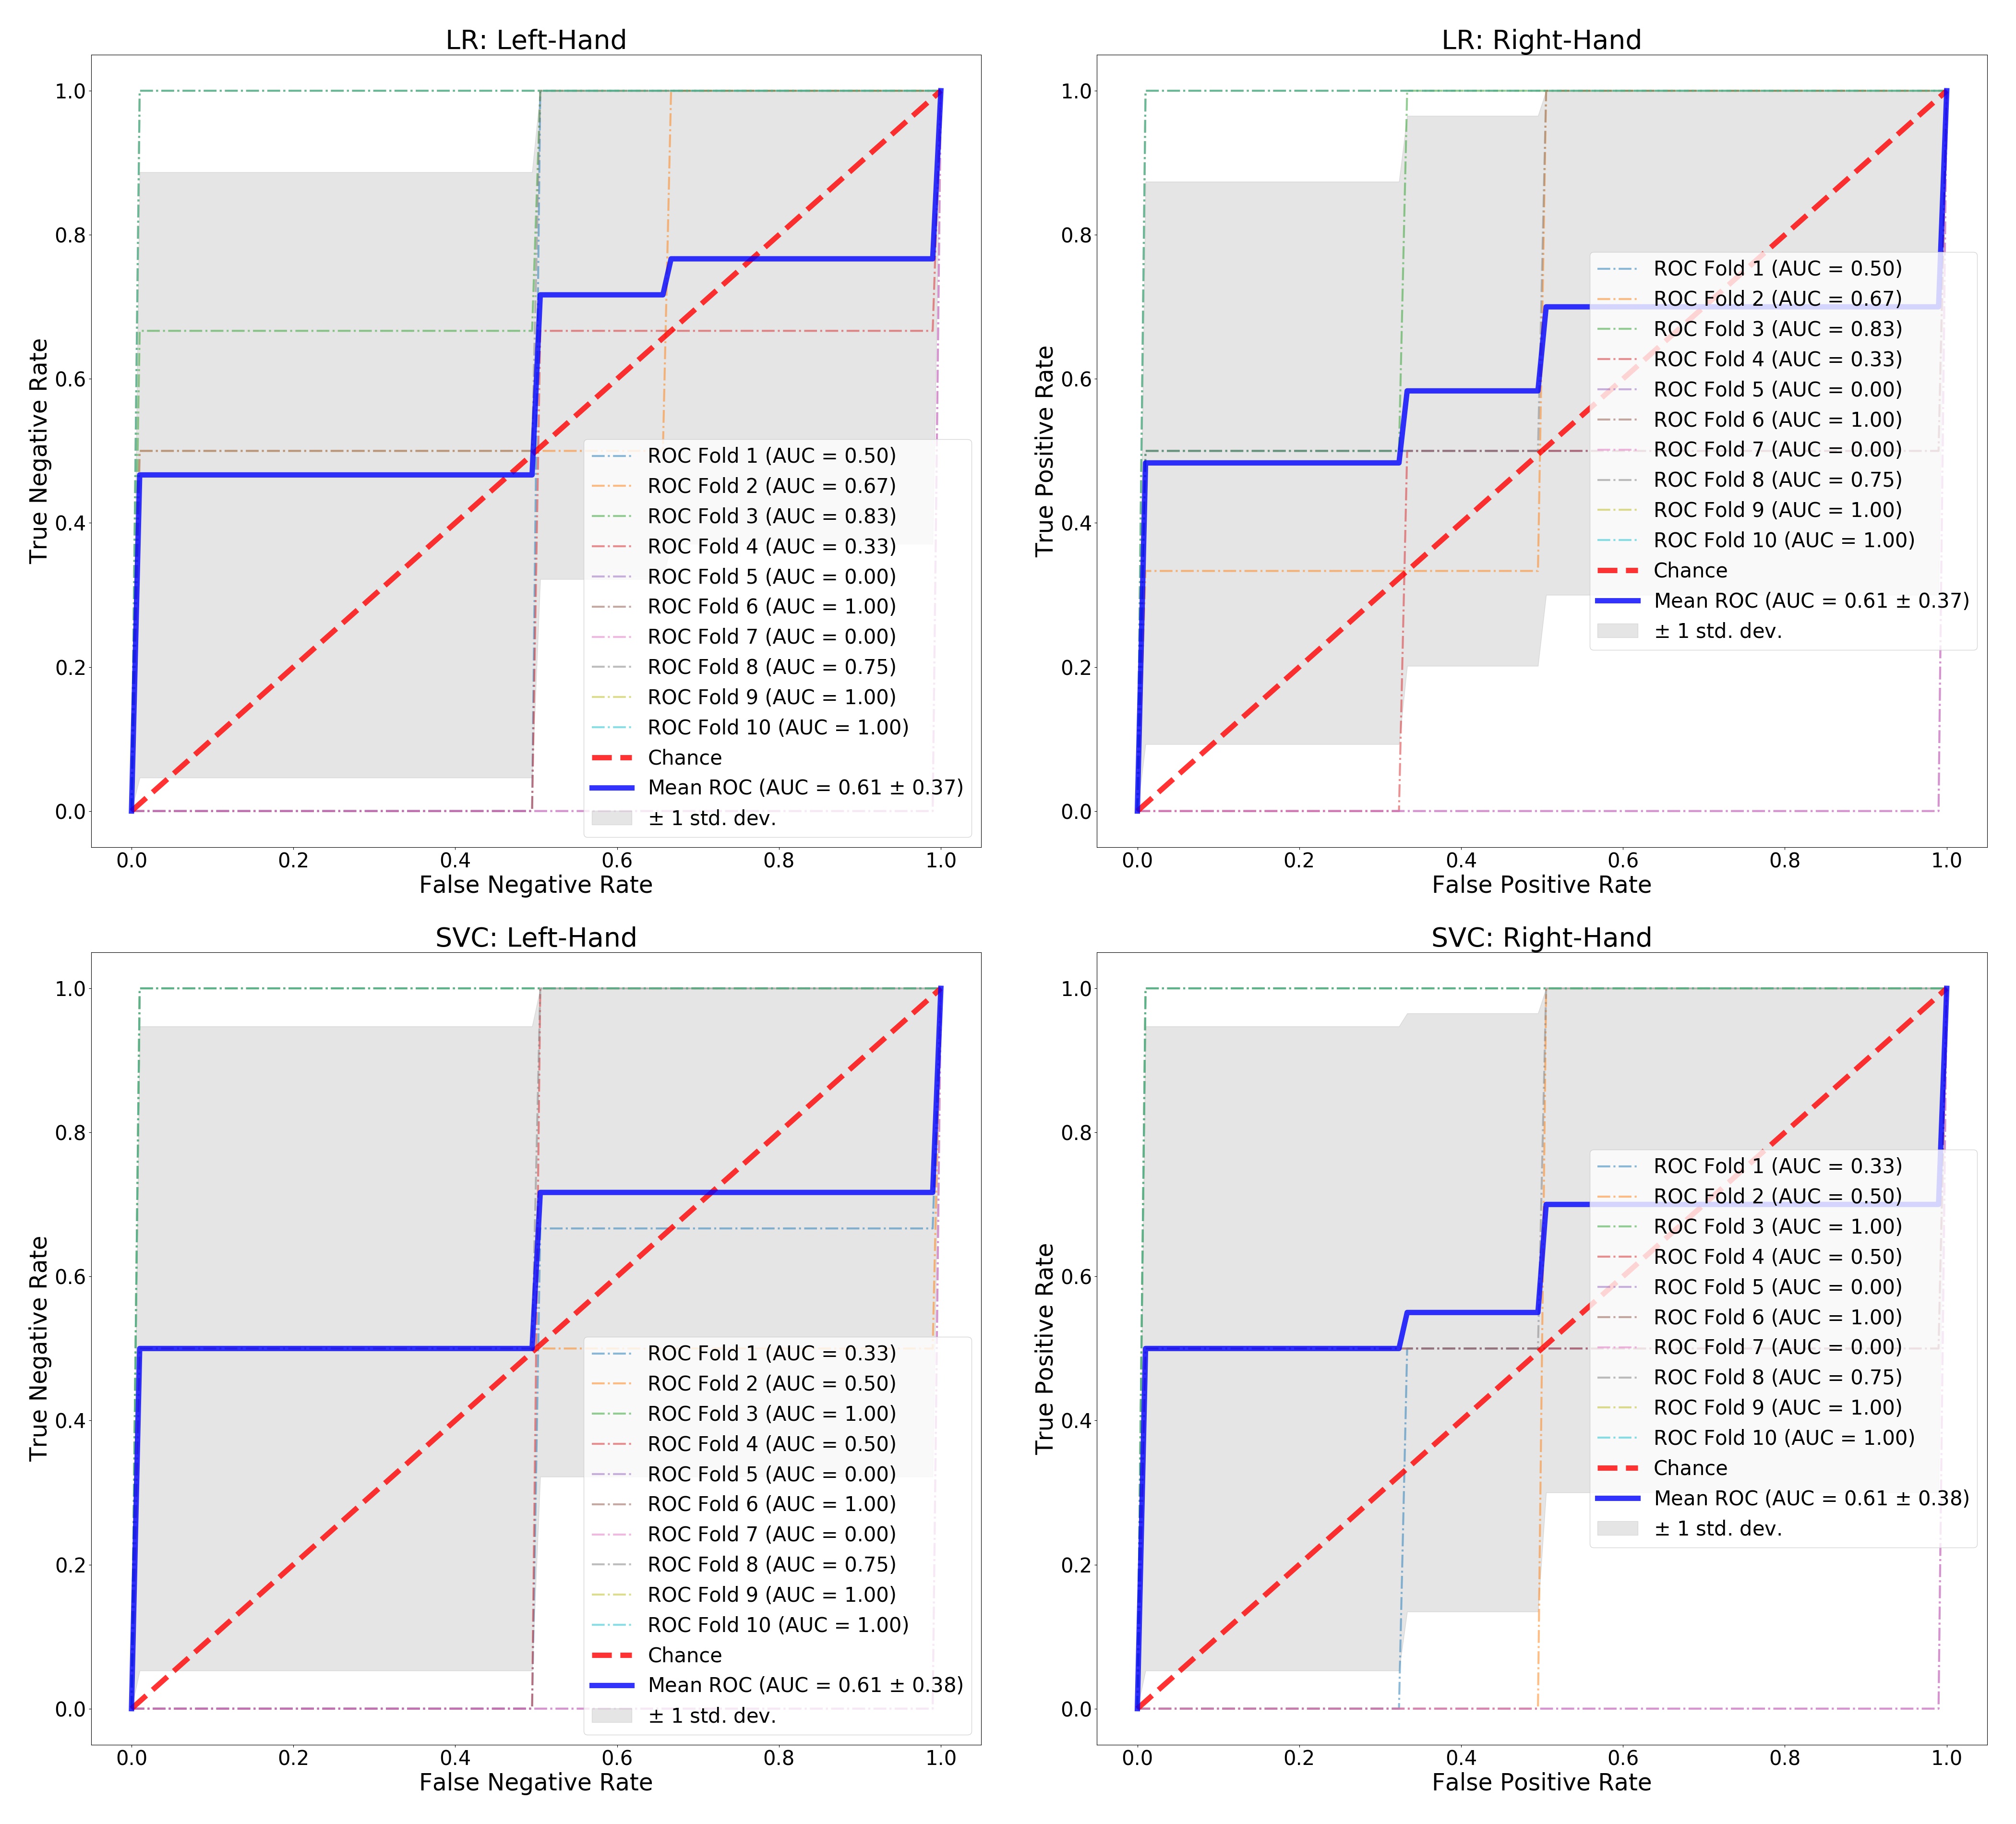 LR: Left-Hand
True Negative Rate
1.0
0.8
0.6
0.4
0.2
0.0
ROC Fold 1 (AUC = 0.50)
ROC Fold 2 (AUC = 0.67)
ROC Fold 3 (AUC = 0.83)
ROC Fold 4 (AUC = 0.33)
ROC Fold 5 (AUC = 0.00)
ROC Fold 6 (AUC = 1.00)
ROC Fold 7 (AUC = 0.00)
ROC Fold 8 (AUC = 0.75)
ROC Fold 9 (AUC = 1.00)
ROC Fold 10 (AUC = 1.00)
Chance
Mean ROC (AUC = 0.61 ± 0.37)
± 1 std. dev.
0.0 0.2 0.4 0.6 0.8 1.0
False Negative Rate
LR: Right-Hand
True Positive Rate
1.0
0.8
0.6
0.4
0.2
0.0
ROC Fold 1 (AUC = 0.50)
ROC Fold 2 (AUC = 0.67)
ROC Fold 3 (AUC = 0.83)
ROC Fold 4 (AUC = 0.33)
ROC Fold 5 (AUC = 0.00)
ROC Fold 6 (AUC = 1.00)
ROC Fold 7 (AUC = 0.00)
ROC Fold 8 (AUC = 0.75)
ROC Fold 9 (AUC = 1.00)
ROC Fold 10 (AUC = 1.00)
Chance
Mean ROC (AUC = 0.61 ± 0.37)
± 1 std. dev.
0.0 0.2 0.4 0.6 0.8 1.0
False Positive Rate
SVC: Left-Hand
True Negative Rate
1.0
0.8
0.6
0.4
0.2
0.0
ROC Fold 1 (AUC = 0.33)
ROC Fold 2 (AUC = 0.50)
ROC Fold 3 (AUC = 1.00)
ROC Fold 4 (AUC = 0.50)
ROC Fold 5 (AUC = 0.00)
ROC Fold 6 (AUC = 1.00)
ROC Fold 7 (AUC = 0.00)
ROC Fold 8 (AUC = 0.75)
ROC Fold 9 (AUC = 1.00)
ROC Fold 10 (AUC = 1.00)
Chance
Mean ROC (AUC = 0.61 ± 0.38)
± 1 std. dev.
0.0 0.2 0.4 0.6 0.8 1.0
False Negative Rate
SVC: Right-Hand
True Positive Rate
1.0
0.8
0.6
0.4
0.2
0.0
ROC Fold 1 (AUC = 0.33)
ROC Fold 2 (AUC = 0.50)
ROC Fold 3 (AUC = 1.00)
ROC Fold 4 (AUC = 0.50)
ROC Fold 5 (AUC = 0.00)
ROC Fold 6 (AUC = 1.00)
ROC Fold 7 (AUC = 0.00)
ROC Fold 8 (AUC = 0.75)
ROC Fold 9 (AUC = 1.00)
ROC Fold 10 (AUC = 1.00)
Chance
Mean ROC (AUC = 0.61 ± 0.38)
± 1 std. dev.
0.0 0.2 0.4 0.6 0.8 1.0
False Positive Rate